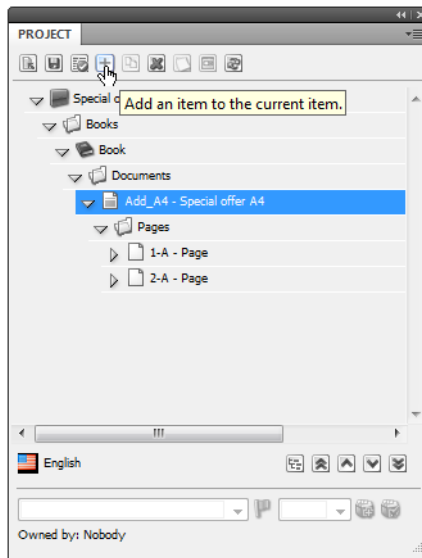 PROJECT
Special o
Add an item to the current item.
Books
Book
Documents
Add_A4 - Special offer A4
Pages
1-A - Page
2-A - Page
English
Owned by: Nobody